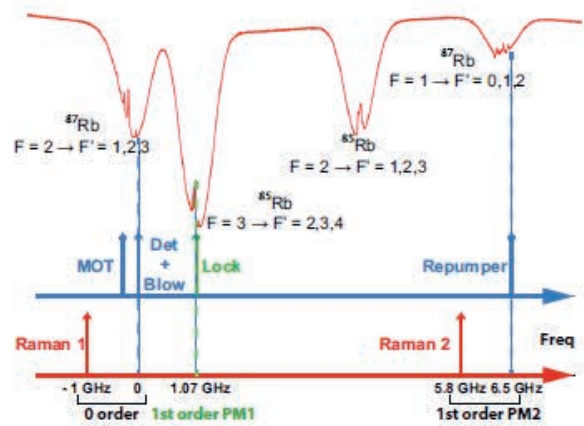 ⁸⁷Rb
F = 1 → F' = 0,1,2
⁸⁷Rb
F = 2 → F' = 1,2,3
⁸⁵Rb
F = 2 → F' = 1,2,3
⁸⁵Rb
F = 3 → F' = 2,3,4
MOT
Det
+
Blow
Lock
Repumper
Raman 1
Raman 2
Freq
- 1 GHz 0 1.07 GHz 5.8 GHz 6.5 GHz
0 order 1st order PM1 1st order PM2